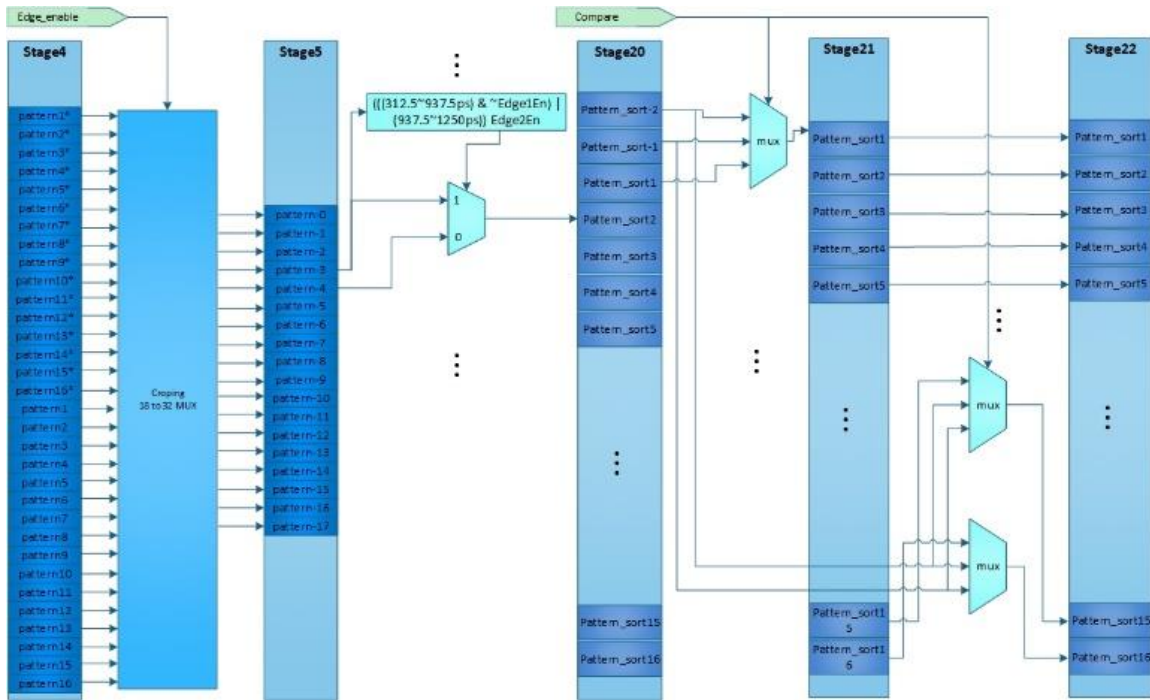 Edge_enable
Compare
Stage4
Stage5
Stage20
Stage21
Stage22
pattern1*
pattern2*
pattern3*
pattern4*
pattern5*
pattern6*
pattern7*
pattern8*
pattern9*
pattern10*
pattern11*
pattern12*
pattern13*
pattern14*
pattern15*
pattern16*
pattern1
pattern2
pattern3
pattern4
pattern5
pattern6
pattern7
pattern8
pattern9
pattern10
pattern11
pattern12
pattern13
pattern14
pattern15
pattern16
Croping
18 to 32 MUX
pattern-0
pattern-1
pattern-2
pattern-3
pattern-4
pattern-5
pattern-6
pattern-7
pattern-8
pattern-9
pattern-10
pattern-11
pattern-12
pattern-13
pattern-14
pattern-15
pattern-16
pattern-17
(((312.5~937.5ps) & ~Edge1En) |
(937.5~1250ps)) Edge2En
1
0
Pattern_sort-2
Pattern_sort-1
Pattern_sort1
Pattern_sort2
Pattern_sort3
Pattern_sort4
Pattern_sort5
Pattern_sort15
Pattern_sort16
mux
Pattern_sort1
Pattern_sort2
Pattern_sort3
Pattern_sort4
Pattern_sort5
Pattern_sort1
5
Pattern_sort1
6
mux
mux
Pattern_sort1
Pattern_sort2
Pattern_sort3
Pattern_sort4
Pattern_sort5
Pattern_sort15
Pattern_sort16